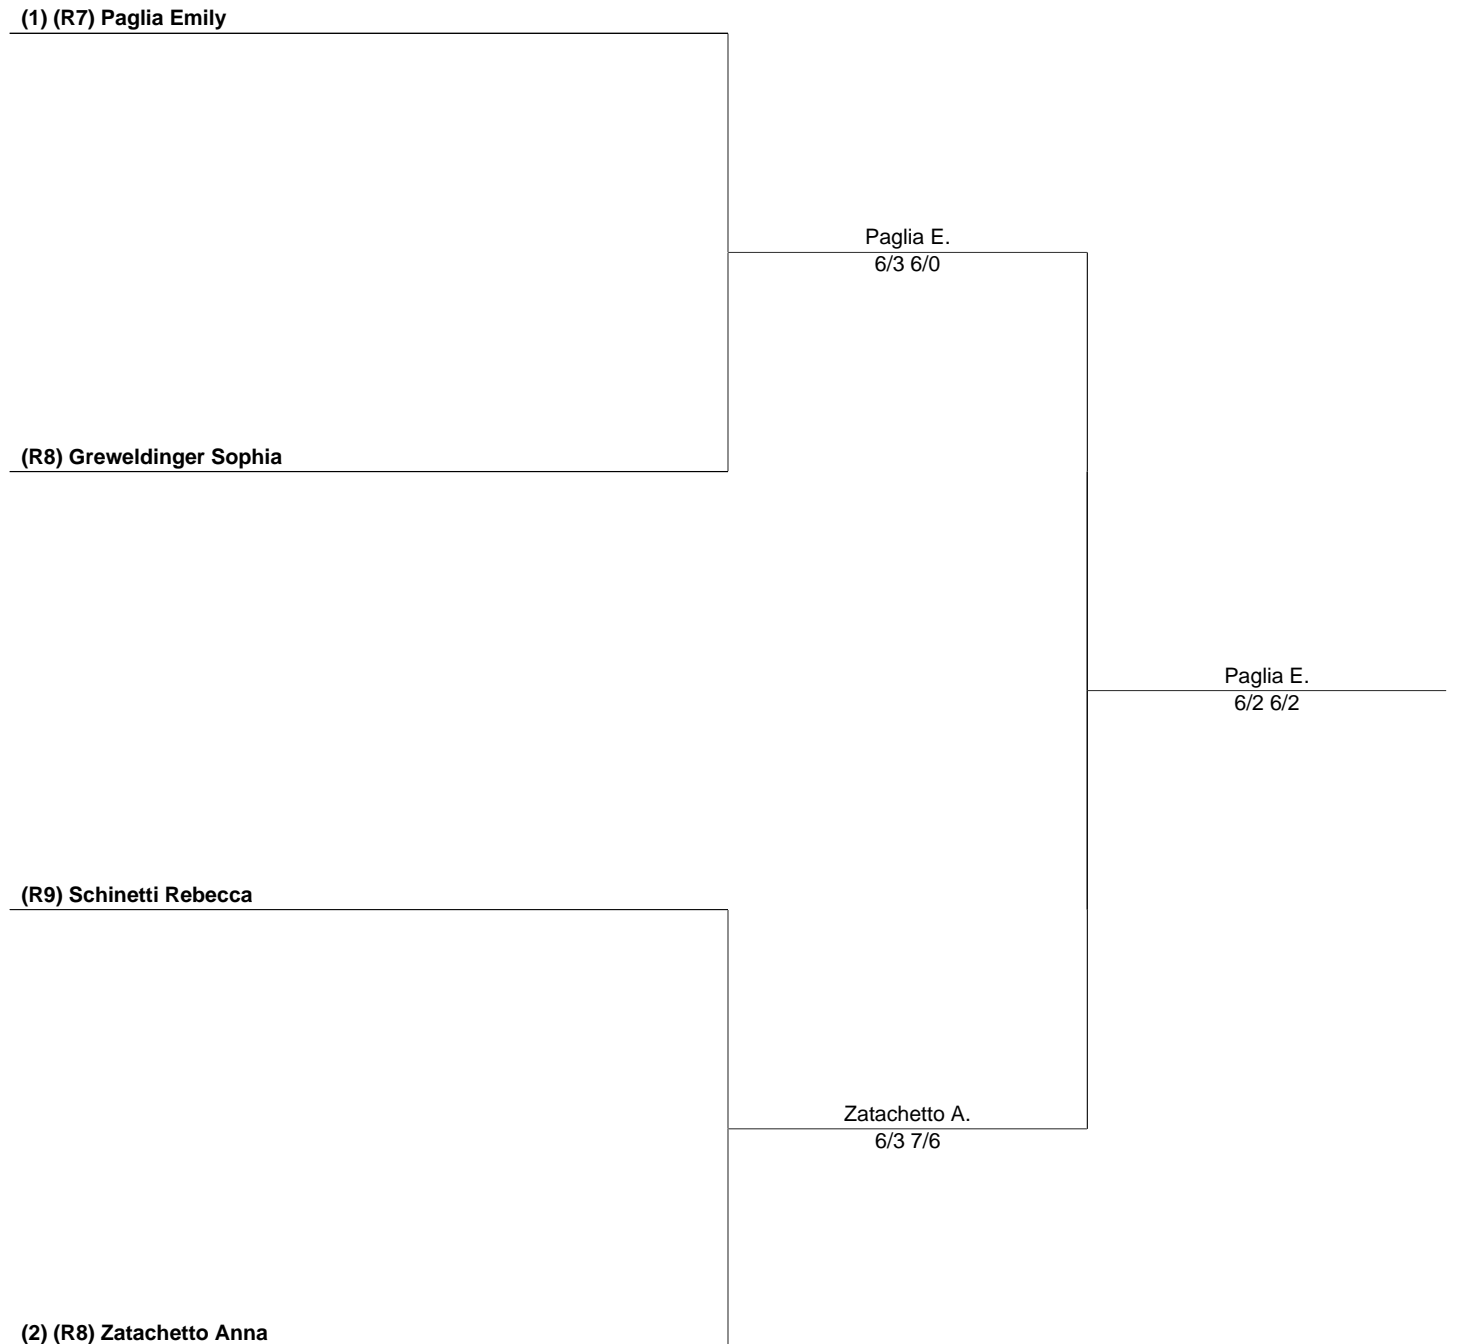 (1) (R7) Paglia Emily
Paglia E.
6/3 6/0
(R8) Greweldinger Sophia
Paglia E.
6/2 6/2
(R9) Schinetti Rebecca
Zatachetto A.
6/3 7/6
(2) (R8) Zatachetto Anna